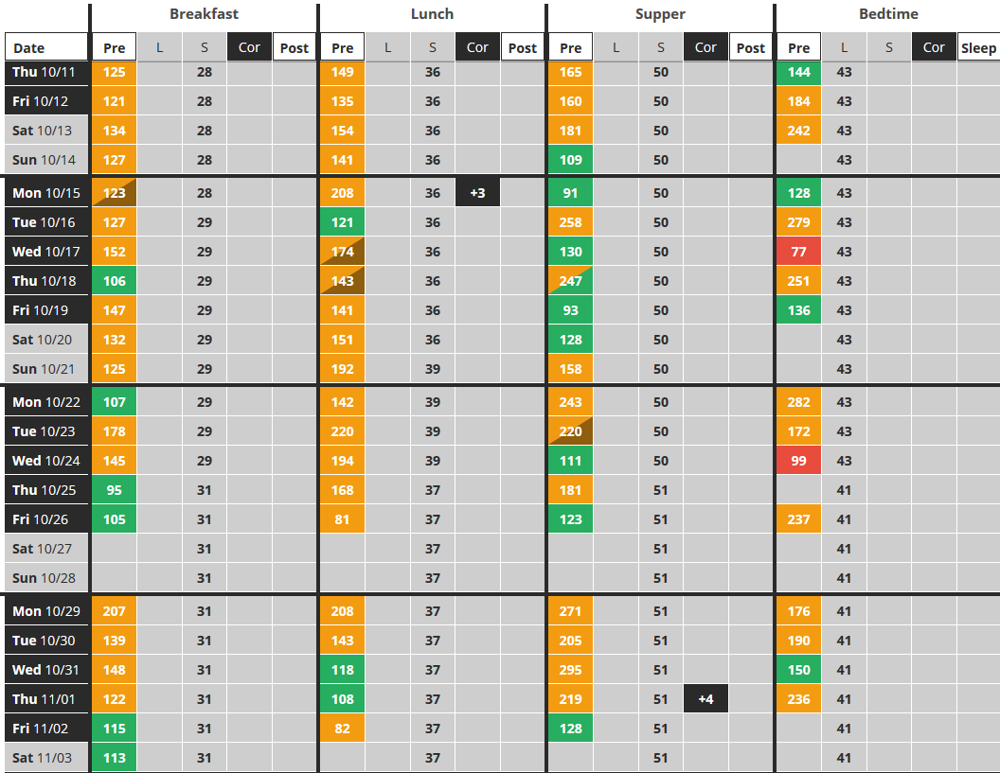 Breakfast Lunch Supper Bedtime
Date Pre L S Cor Post Pre L S Cor Post Pre L S Cor Post Pre L S Cor Sleep
Thu 10/11 125 28 149 36 165 50 144 43
Fri 10/12 121 28 135 36 160 50 184 43
Sat 10/13 134 28 154 36 181 50 242 43
Sun 10/14 127 28 141 36 109 50 43
Mon 10/15 123 28 208 36 +3 91 50 128 43
Tue 10/16 127 29 121 36 258 50 279 43
Wed 10/17 152 29 174 36 130 50 77 43
Thu 10/18 106 29 143 36 247 50 251 43
Fri 10/19 147 29 141 36 93 50 136 43
Sat 10/20 132 29 151 36 128 50 43
Sun 10/21 125 29 192 39 158 50 43
Mon 10/22 107 29 142 39 243 50 282 43
Tue 10/23 178 29 220 39 220 50 172 43
Wed 10/24 145 29 194 39 111 50 99 43
Thu 10/25 95 31 168 37 181 51 41
Fri 10/26 105 31 81 37 123 51 237 41
Sat 10/27 31 37 51 41
Sun 10/28 31 37 51 41
Mon 10/29 207 31 208 37 271 51 176 41
Tue 10/30 139 31 143 37 205 51 190 41
Wed 10/31 148 31 118 37 295 51 150 41
Thu 11/01 122 31 108 37 219 51 +4 236 41
Fri 11/02 115 31 82 37 128 51 41
Sat 11/03 113 31 37 51 41